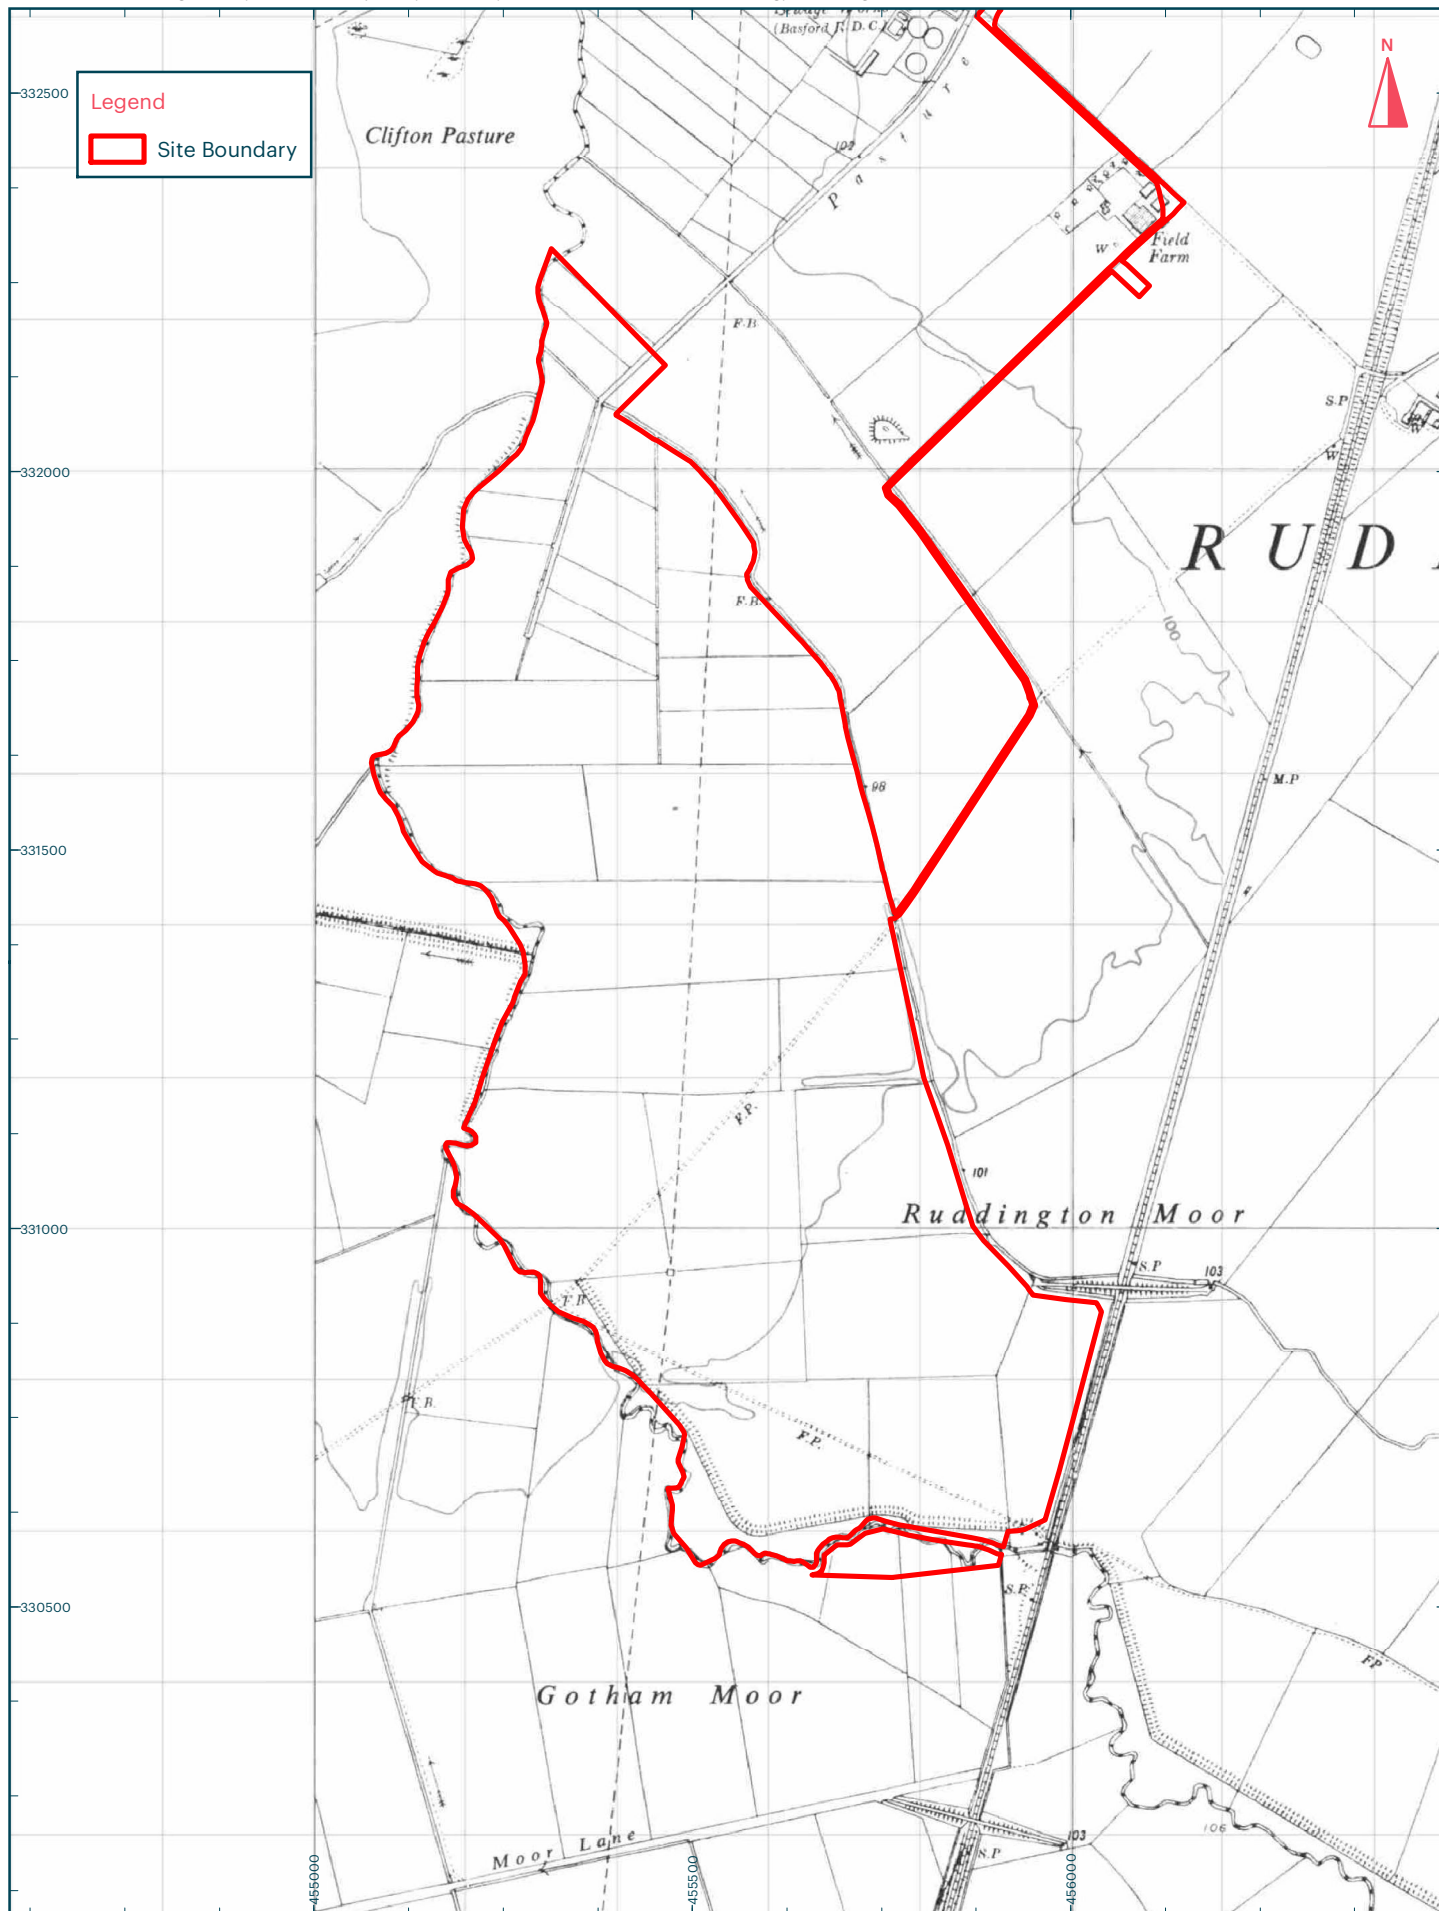 (Basford R.D.C.)
N
332500
Legend
Site Boundary
Clifton Pasture
102
Pasture
Field
Farm
W
F.B
S.P
W
332000
RUD
F.B.
100
98
M.P
331500
F.P.
101
331000
Ruddington Moor
S.P
103
F.B
F.B.
F.P.
S.P.
330500
FP
Gotham Moor
106
103
Moor Lane
S.P
455000
455500
456000